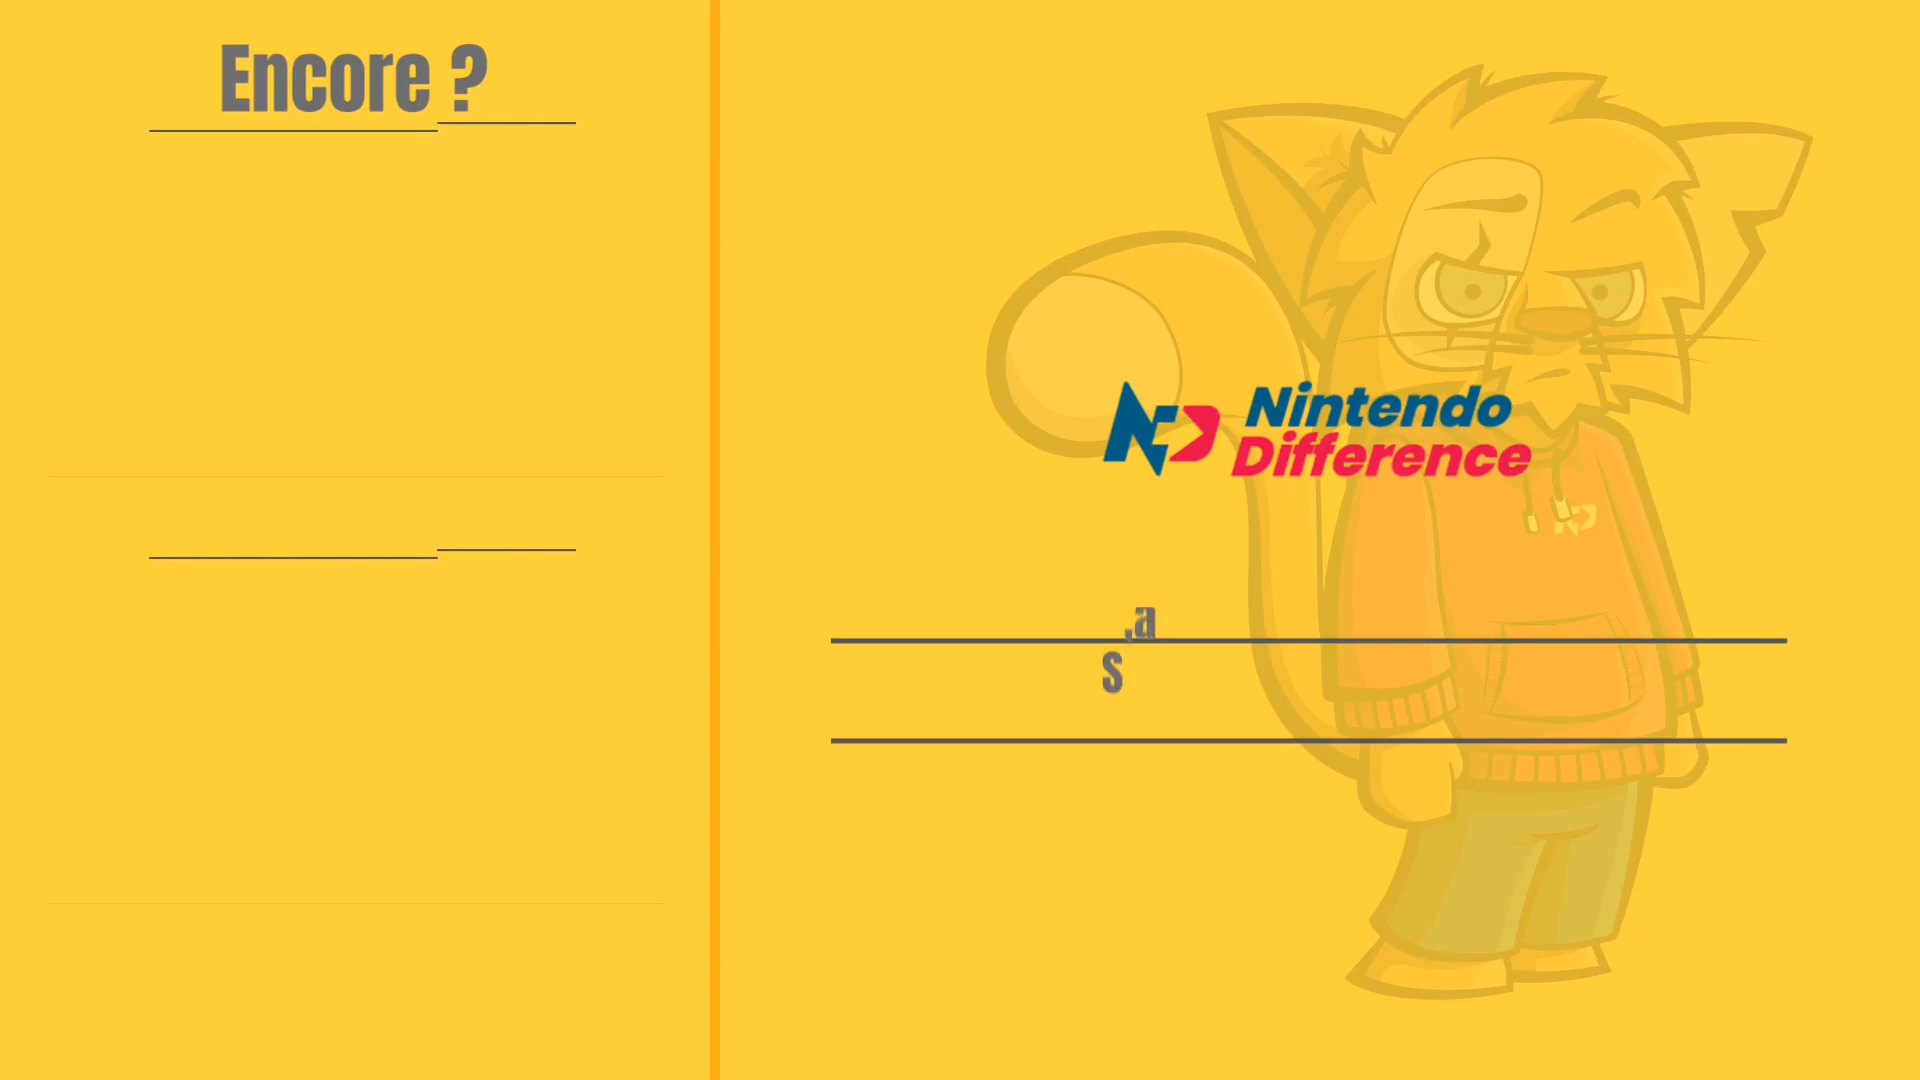 Encore ?
Nintendo
Difference
,a
s